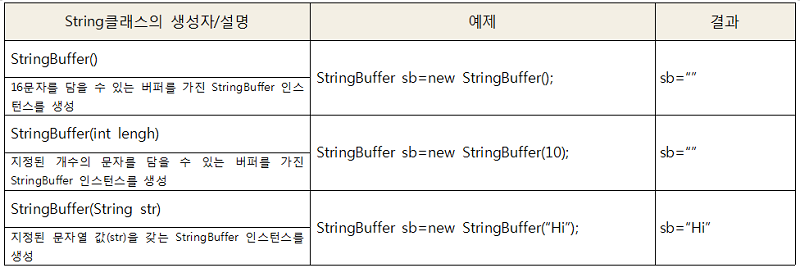 String클래스의 생성자/설명 예제 결과
StringBuffer()
16문자를 담을 수 있는 버퍼를 가진 StringBuffer 인스
턴스를 생성
StringBuffer sb=new StringBuffer();
sb=“”
StringBuffer(int lengh)
지정된 개수의 문자를 담을 수 있는 버퍼를 가진
StringBuffer 인스턴스를 생성
StringBuffer sb=new StringBuffer(10);
sb=“”
StringBuffer(String str)
지정된 문자열 값(str)을 갖는 StringBuffer 인스턴스를
생성
StringBuffer sb=new StringBuffer(“Hi”);
sb=“Hi”